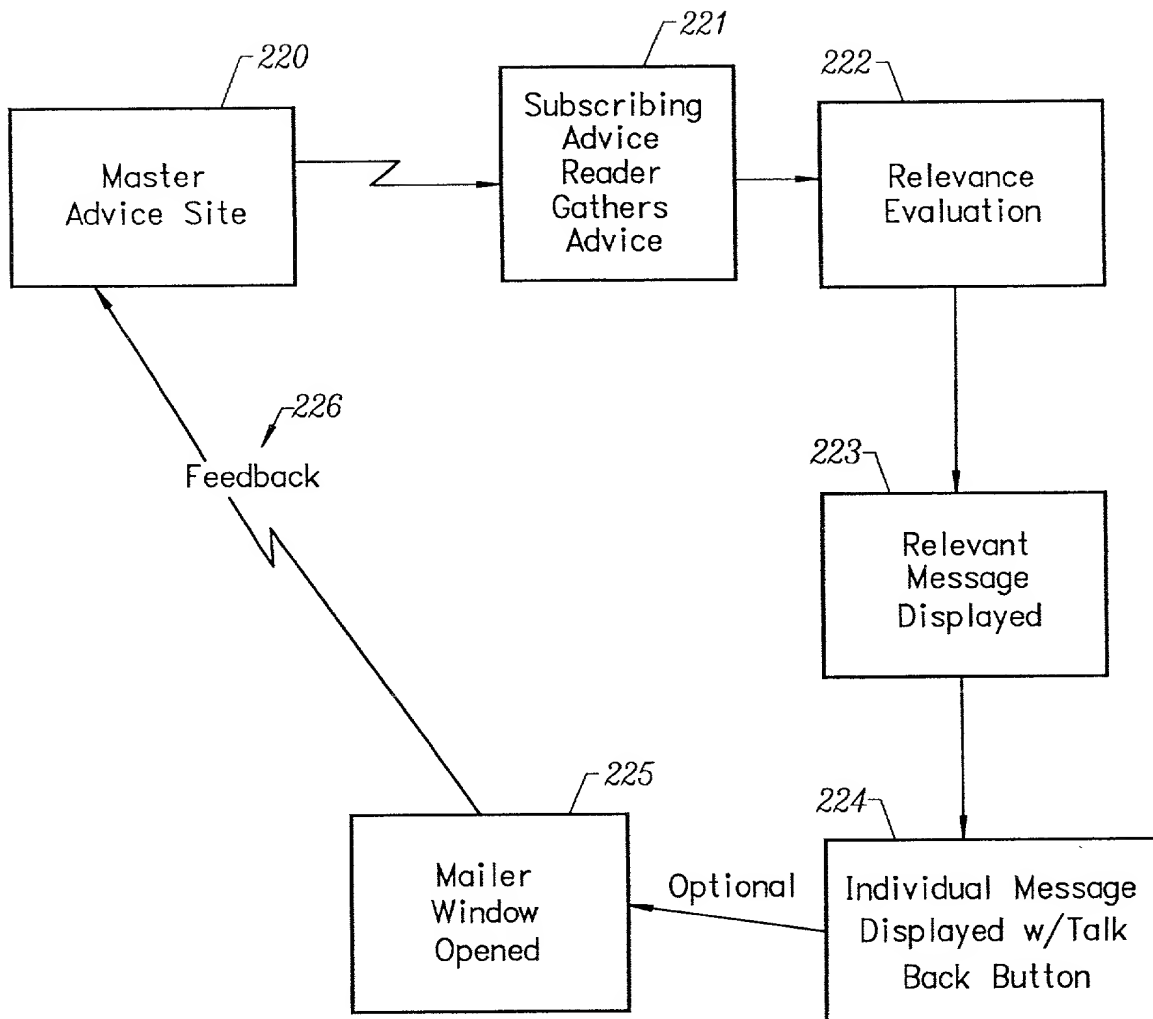 220
Master
Advice Site
221
Subscribing
Advice
Reader
Gathers
Advice
222
Relevance
Evaluation
226
Feedback
223
Relevant
Message
Displayed
225
Mailer
Window
Opened
Optional
224
Individual Message
Displayed w/Talk
Back Button